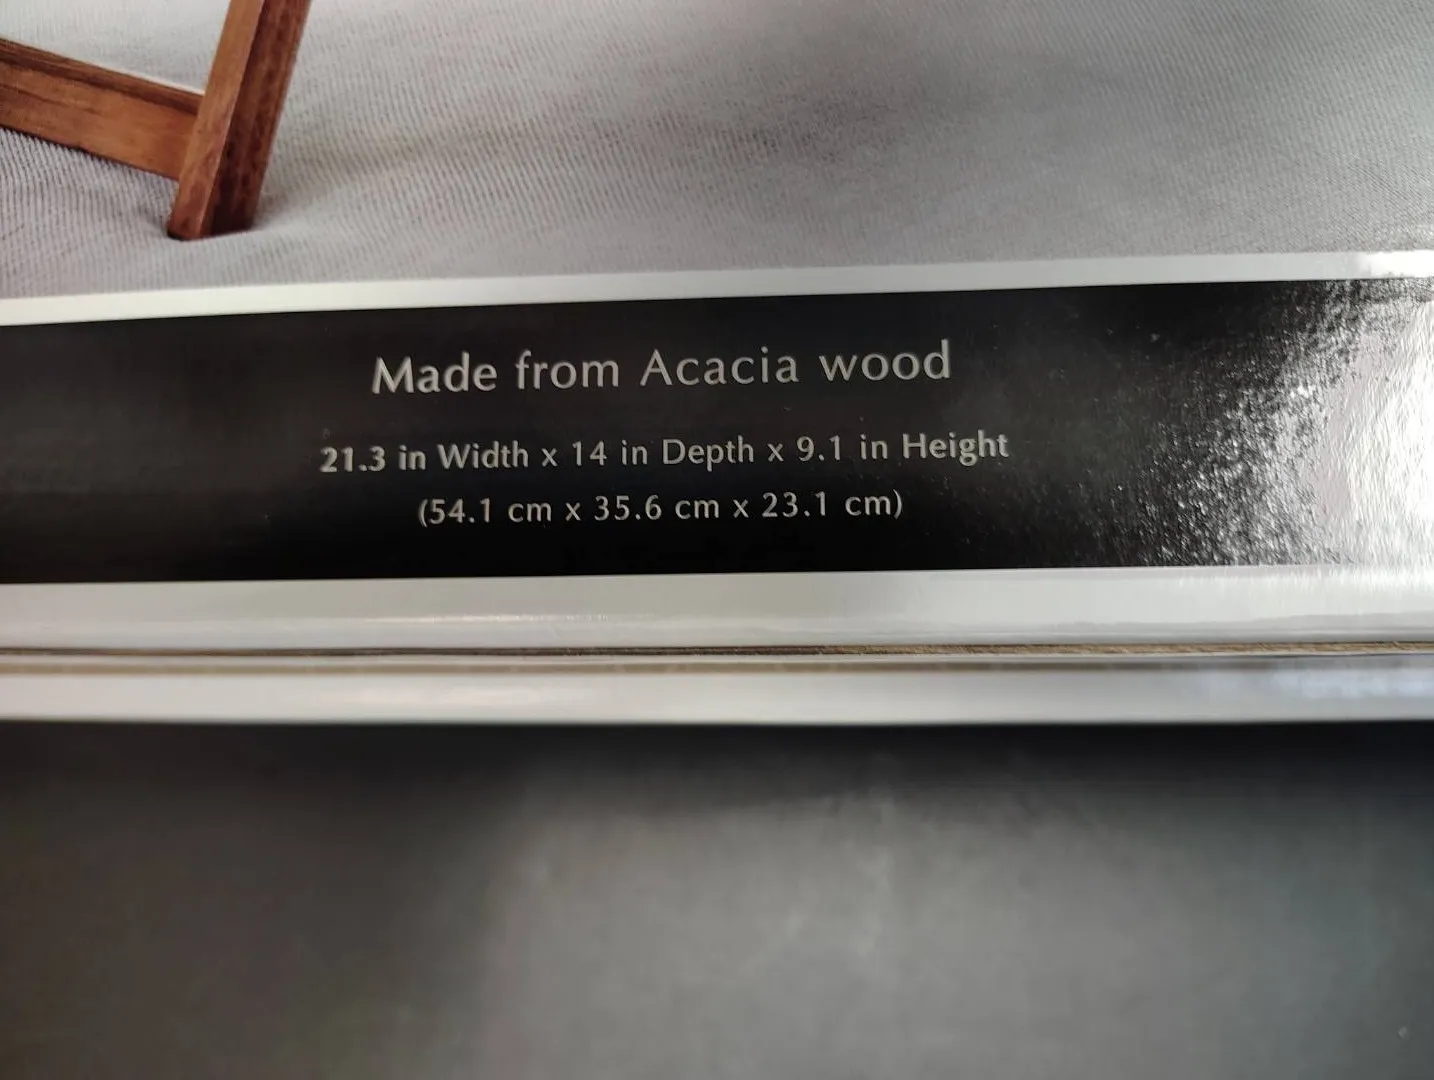 Made from Acacia wood
21.3 in Width x 14 in Depth x 9.1 in Height
(54.1 cm x 35.6 cm x 23.1 cm)